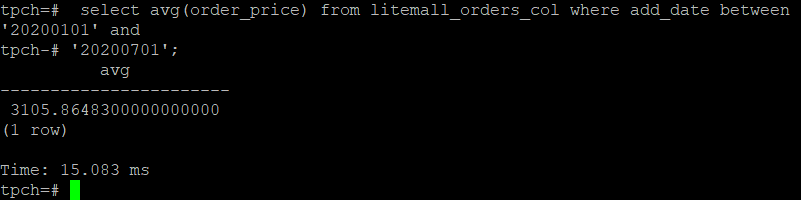 tpch=#  select avg(order_price) from litemall_orders_col where add_date between
'20200101' and
tpch-# '20200701';
          avg
-----------------------
 3105.8648300000000000
(1 row)

Time: 15.083 ms
tpch=#